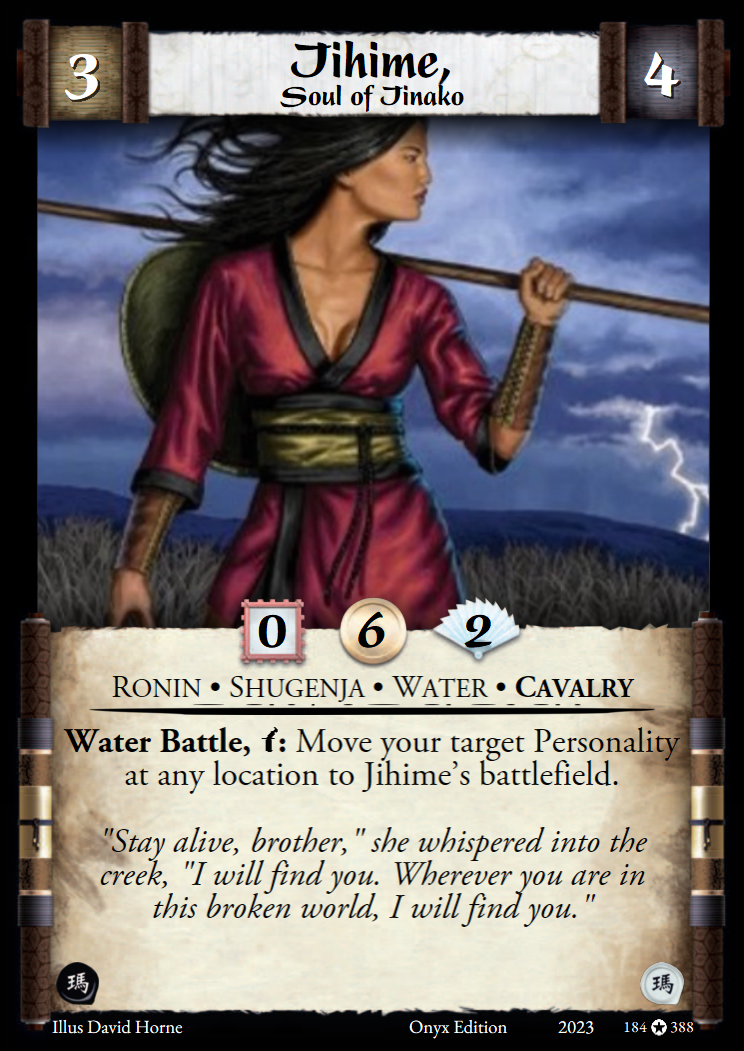 3
Jihime,
Soul of Jinako
4
0 6 2
Ronin • Shugenja • Water • Cavalry
Water Battle, : Move your target Personality
at any location to Jihime's battlefield.
"Stay alive, brother," she whispered into the
creek, "I will find you. Wherever you are in
this broken world, I will find you."
瑪 瑪
Illus David Horne Onyx Edition 2023 184 ✪ 388